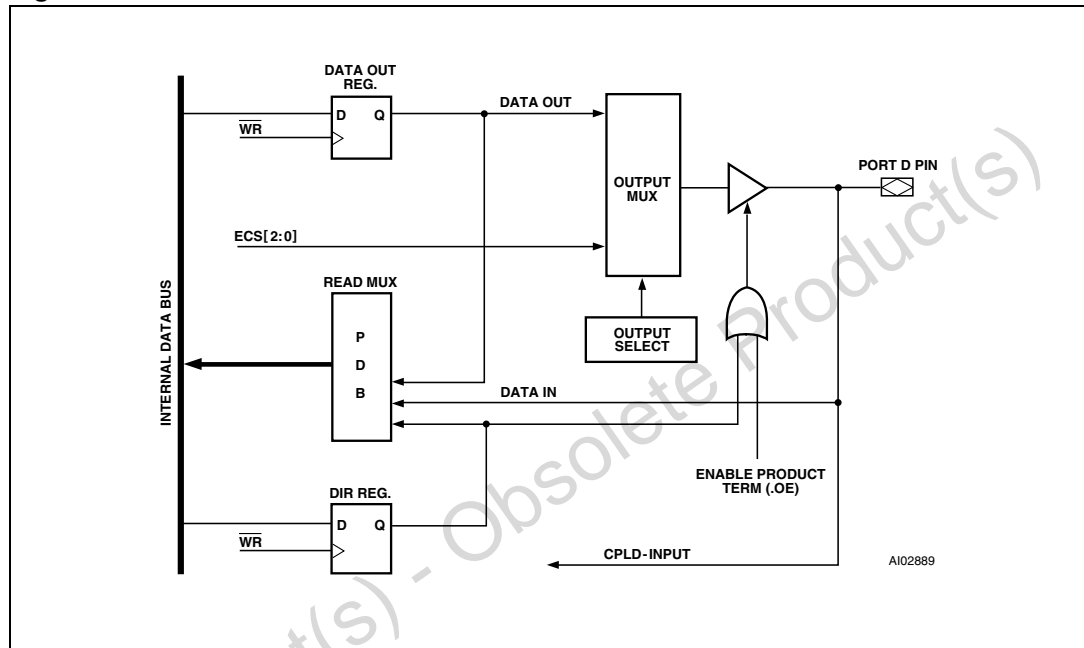 DATA OUT
REG.
D Q
WR
DATA OUT
OUTPUT
MUX
PORT D PIN
ECS[2:0]
READ MUX
P
D
B
OUTPUT
SELECT
INTERNAL DATA BUS
DATA IN
ENABLE PRODUCT
TERM (.OE)
DIR REG.
D Q
WR
CPLD-INPUT
AI02889
t(s) - Obsolete Product(s)